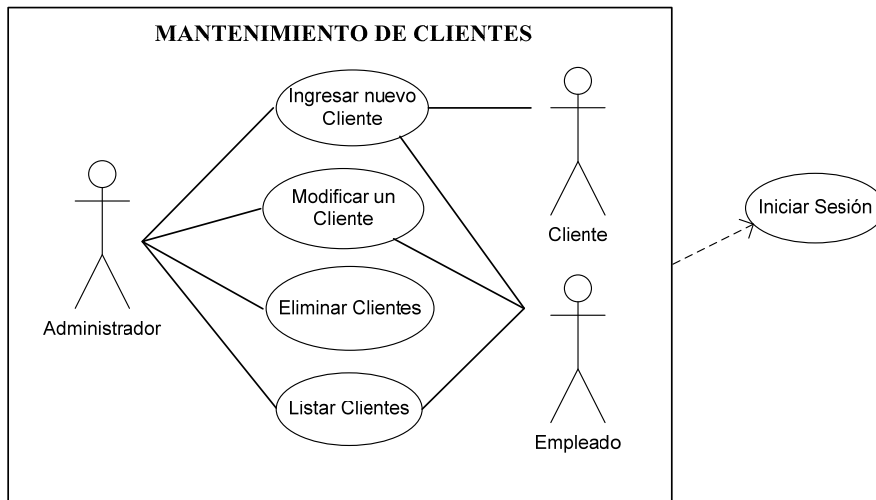 MANTENIMIENTO DE CLIENTES
Ingresar nuevo
Cliente
Modificar un
Cliente
Cliente
Iniciar Sesión
Eliminar Clientes
Administrador
Listar Clientes
Empleado